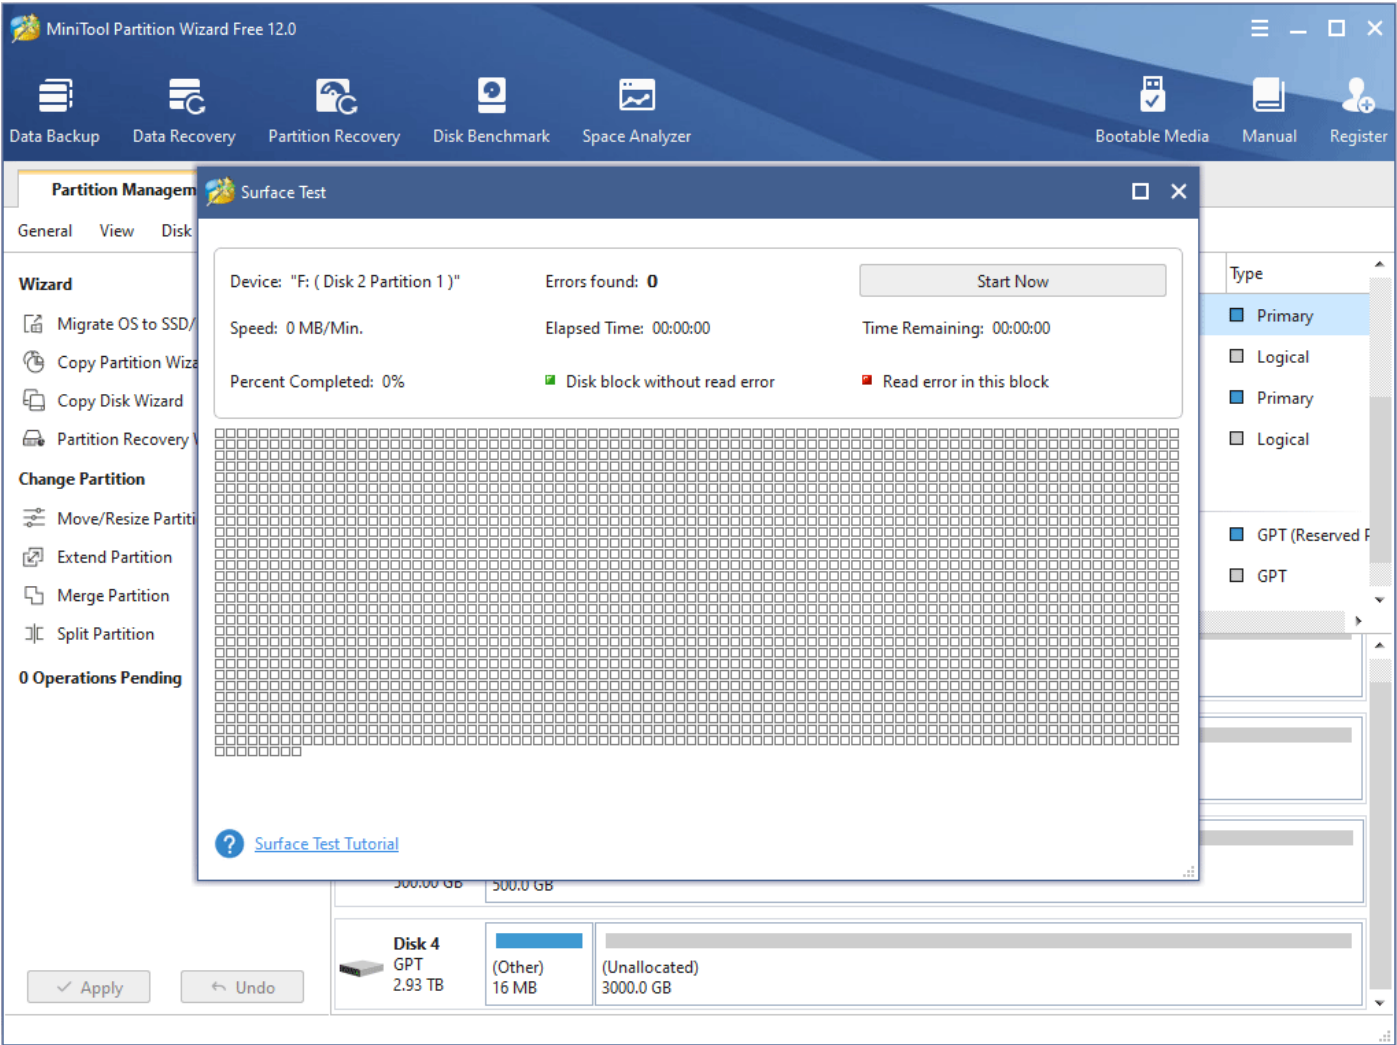 MiniTool Partition Wizard Free 12.0
Data Backup
Data Recovery
Partition Recovery
Disk Benchmark
Space Analyzer
Bootable Media
Manual
Register
Partition Managem
General
View
Disk
Surface Test
Wizard
Migrate OS to SSD/
Copy Partition Wiza
Copy Disk Wizard
Partition Recovery
Change Partition
Move/Resize Partiti
Extend Partition
Merge Partition
Split Partition
0 Operations Pending
Apply
Undo
Device: "F: ( Disk 2 Partition 1 )"
Errors found: 0
Start Now
Speed: 0 MB/Min.
Elapsed Time: 00:00:00
Time Remaining: 00:00:00
Percent Completed: 0%
Disk block without read error
Read error in this block
Surface Test Tutorial
Type
Primary
Logical
Primary
Logical
GPT (Reserved P
GPT
500.00 GB
500.0 GB
Disk 4
GPT
2.93 TB
(Other)
16 MB
(Unallocated)
3000.0 GB